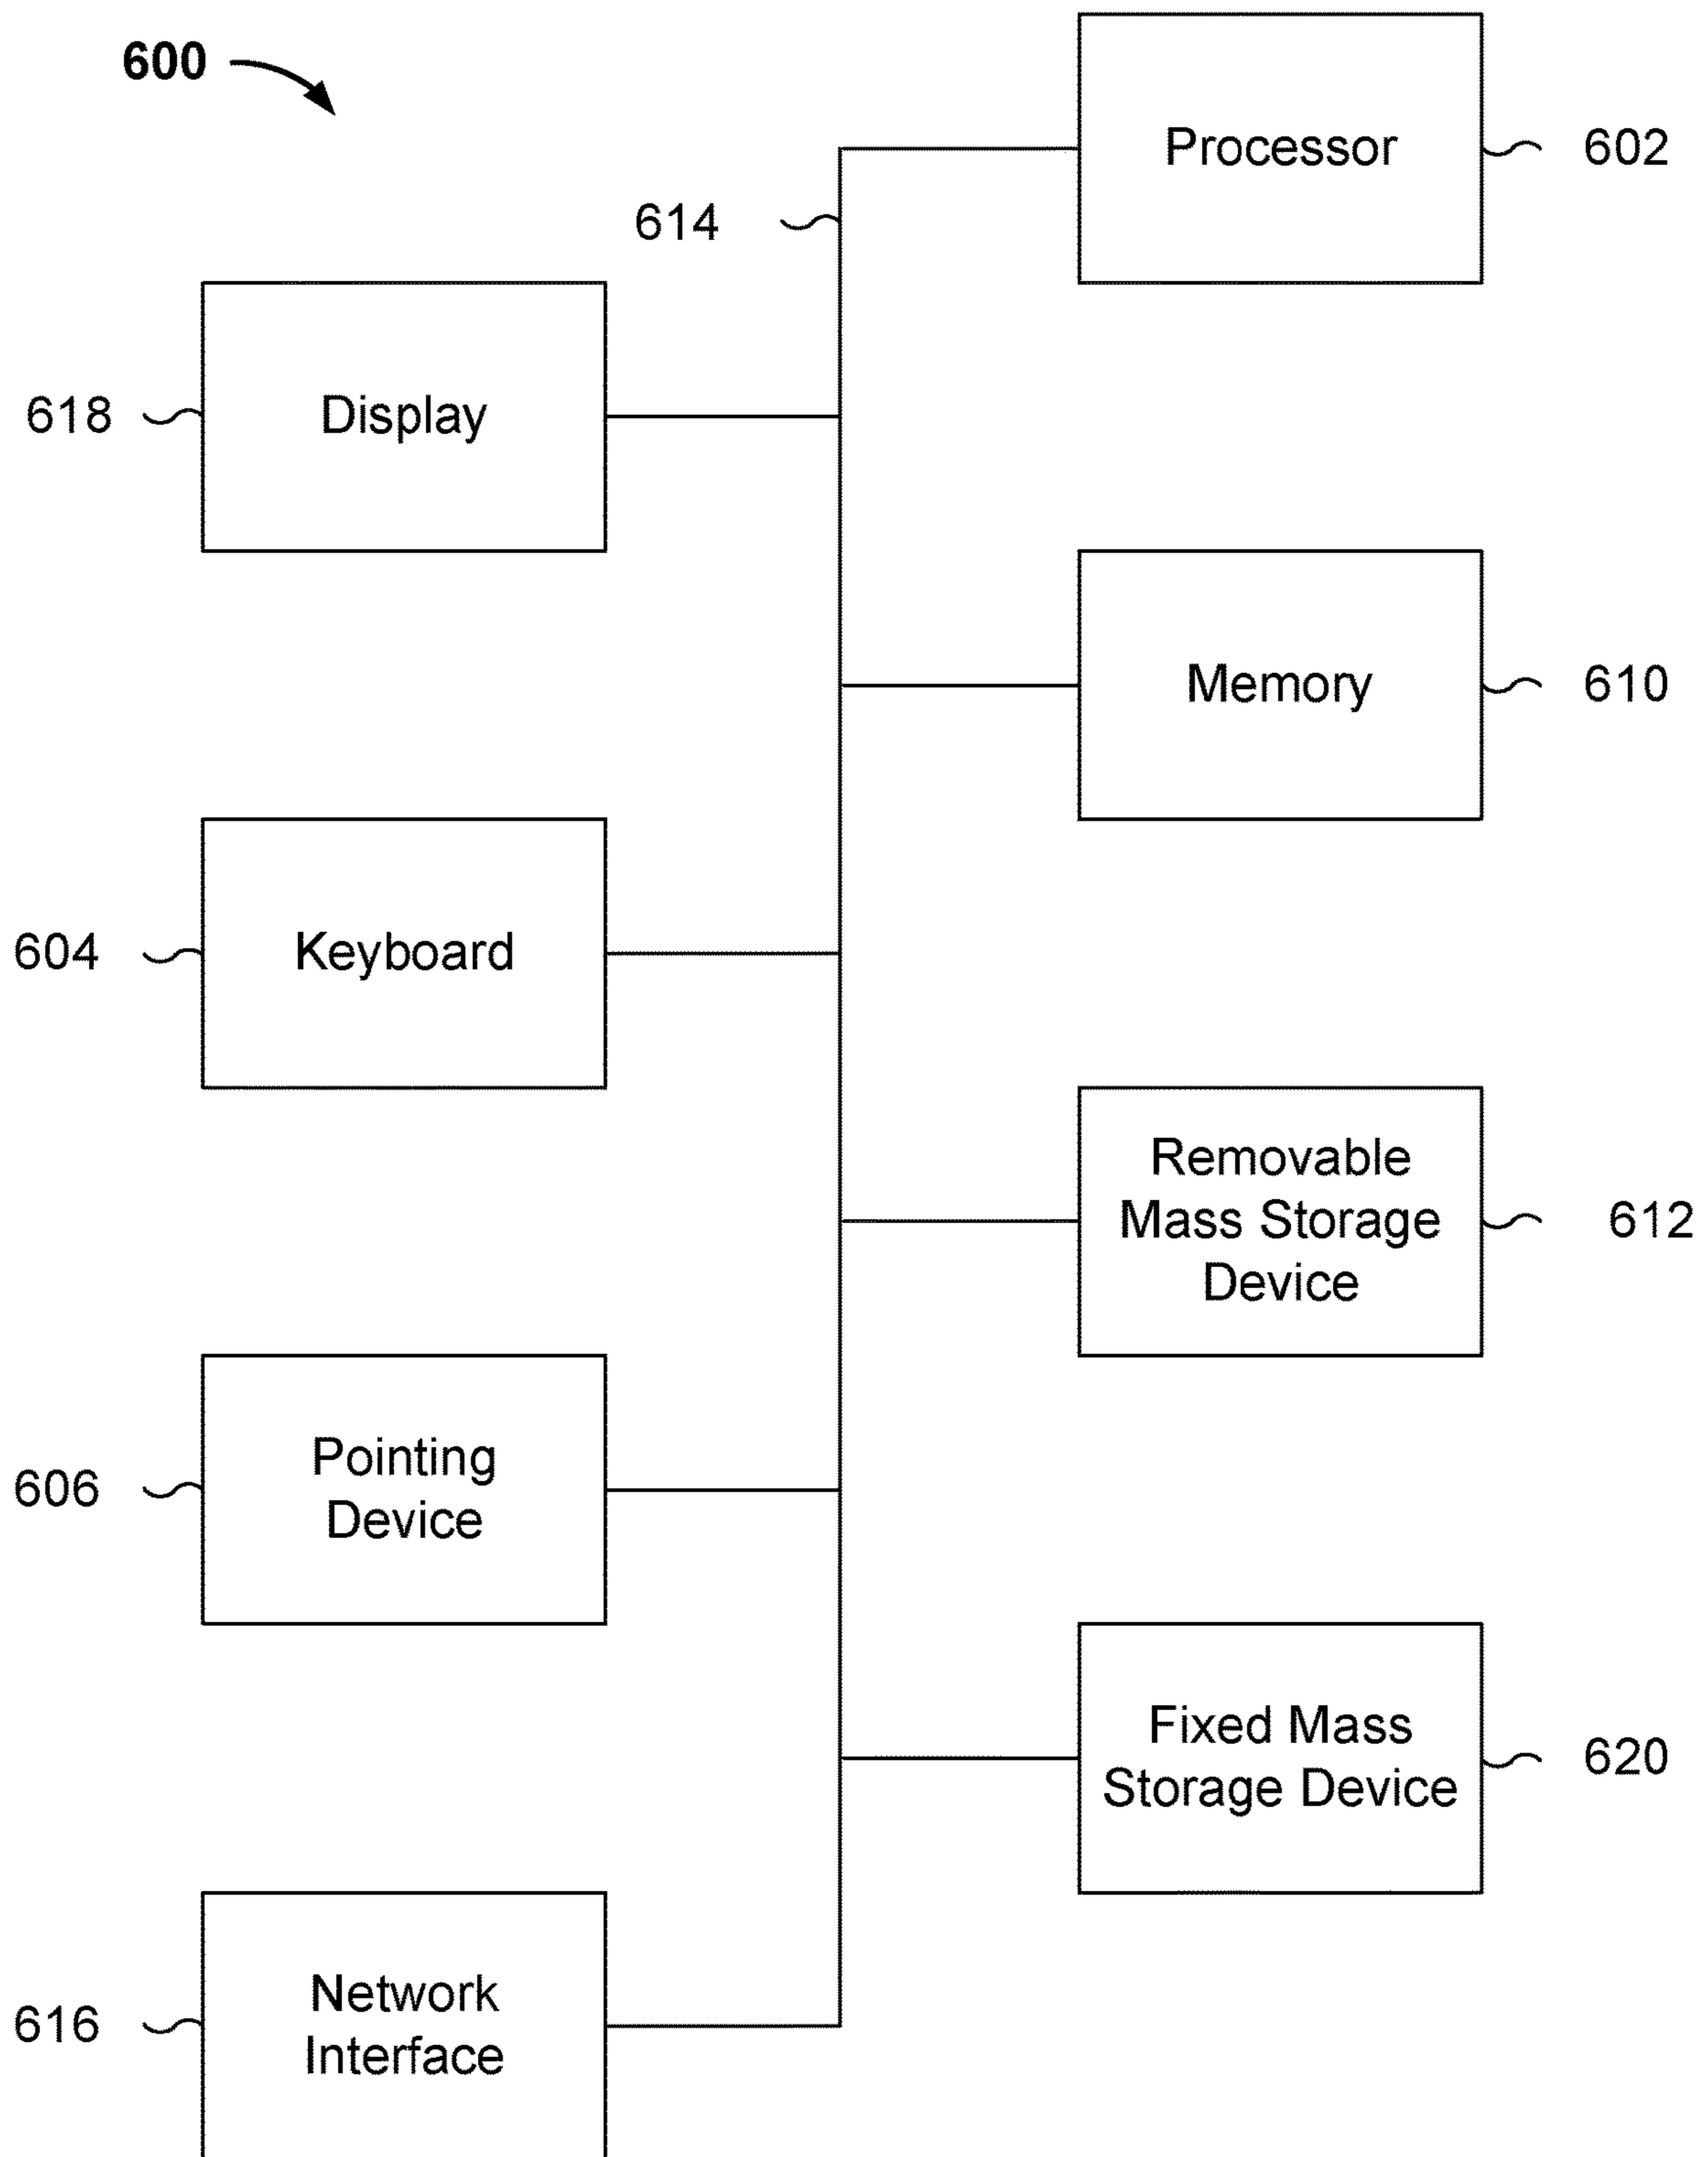 600
Processor
602
614
618
Display
Memory
610
604
Keyboard
Removable
Mass Storage
Device
612
606
Pointing
Device
Fixed Mass
Storage Device
620
616
Network
Interface